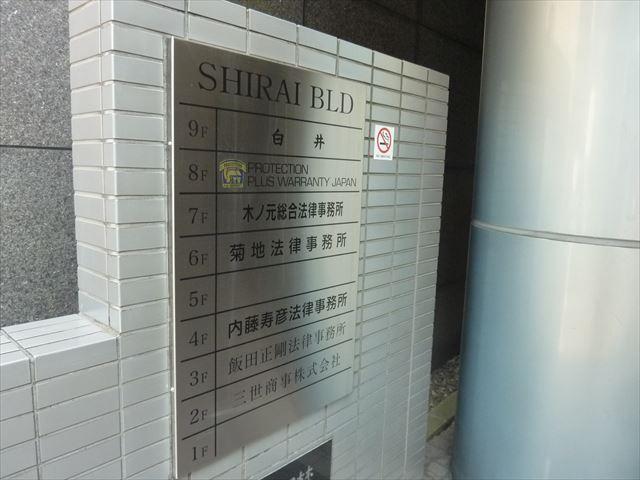 SHIRAI BLD
9F 白井
8F PROTECTION
PLUS WARRANTY JAPAN
7F 木ノ元総合法律事務所
6F 菊地法律事務所
5F
4F 内藤寿彦法律事務所
3F 飯田正剛法律事務所
2F 三世商事株式会社
1F